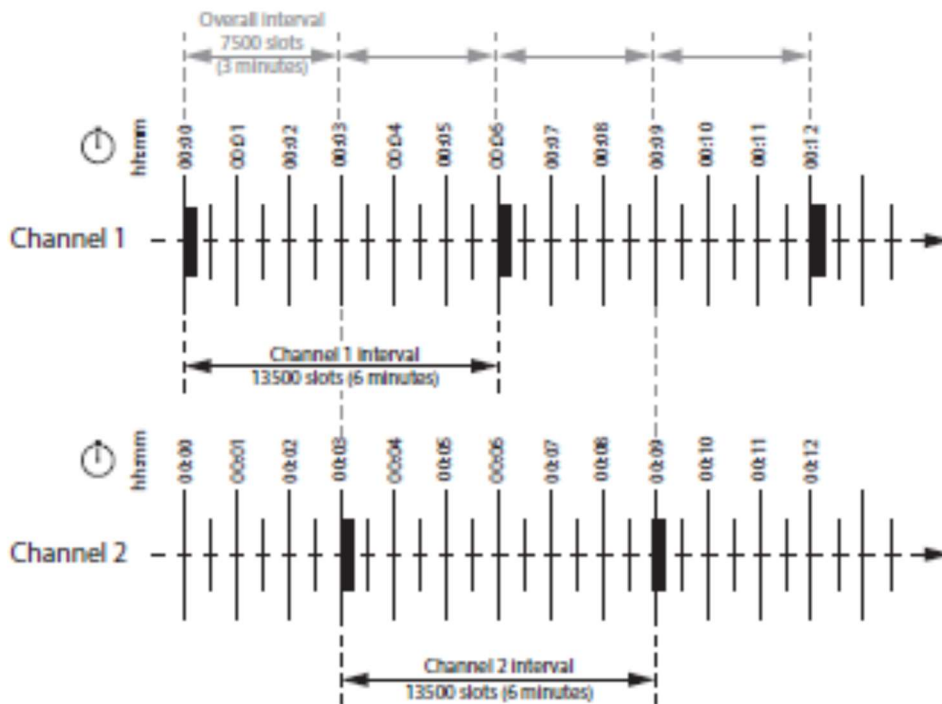 Overall interval
7500 slots
(3 minutes)
hh:mm
00:00
00:01
00:02
00:03
00:04
00:05
00:06
00:07
00:08
00:09
00:10
00:11
00:12
Channel 1
Channel 1 interval
13500 slots (6 minutes)
hh:mm
00:00
00:01
00:02
00:03
00:04
00:05
00:06
00:07
00:08
00:09
00:10
00:11
00:12
Channel 2
Channel 2 interval
13500 slots (6 minutes)